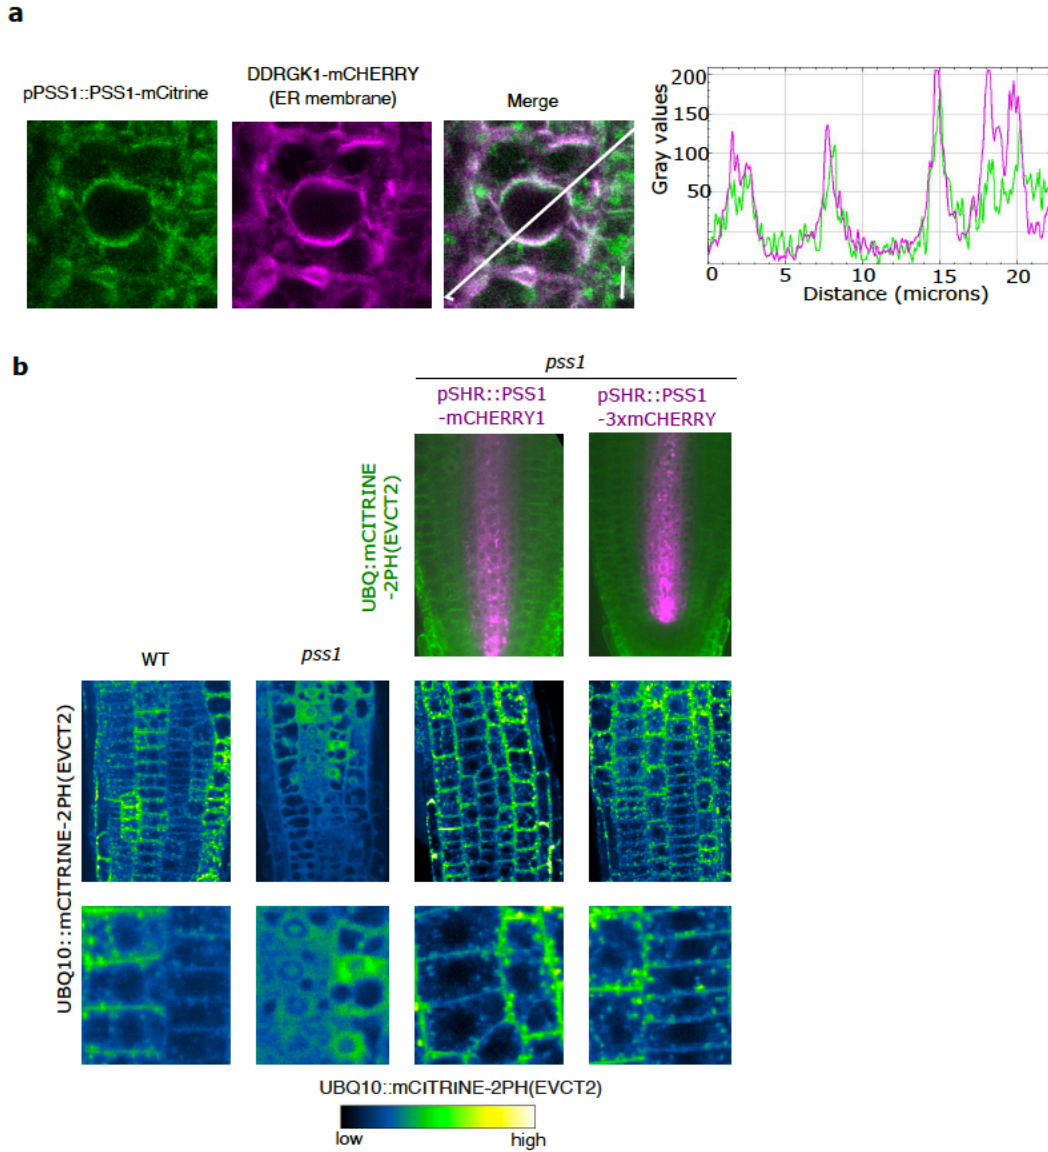 a
pPSS1::PSS1-mCitrine
DDRGK1-mCHERRY
(ER membrane)
Merge
Gray values
200
150
100
50
0
5
10
15
20
Distance (microns)
b
pss1
pSHR::PSS1
-mCHERRY1
pSHR::PSS1
-3xmCHERRY
UBQ:mCITRINE
-2PH(EVCT2)
WT
pss1
UBQ10::mCITRINE-2PH(EVCT2)
UBQ10::mCITRINE-2PH(EVCT2)
low
high